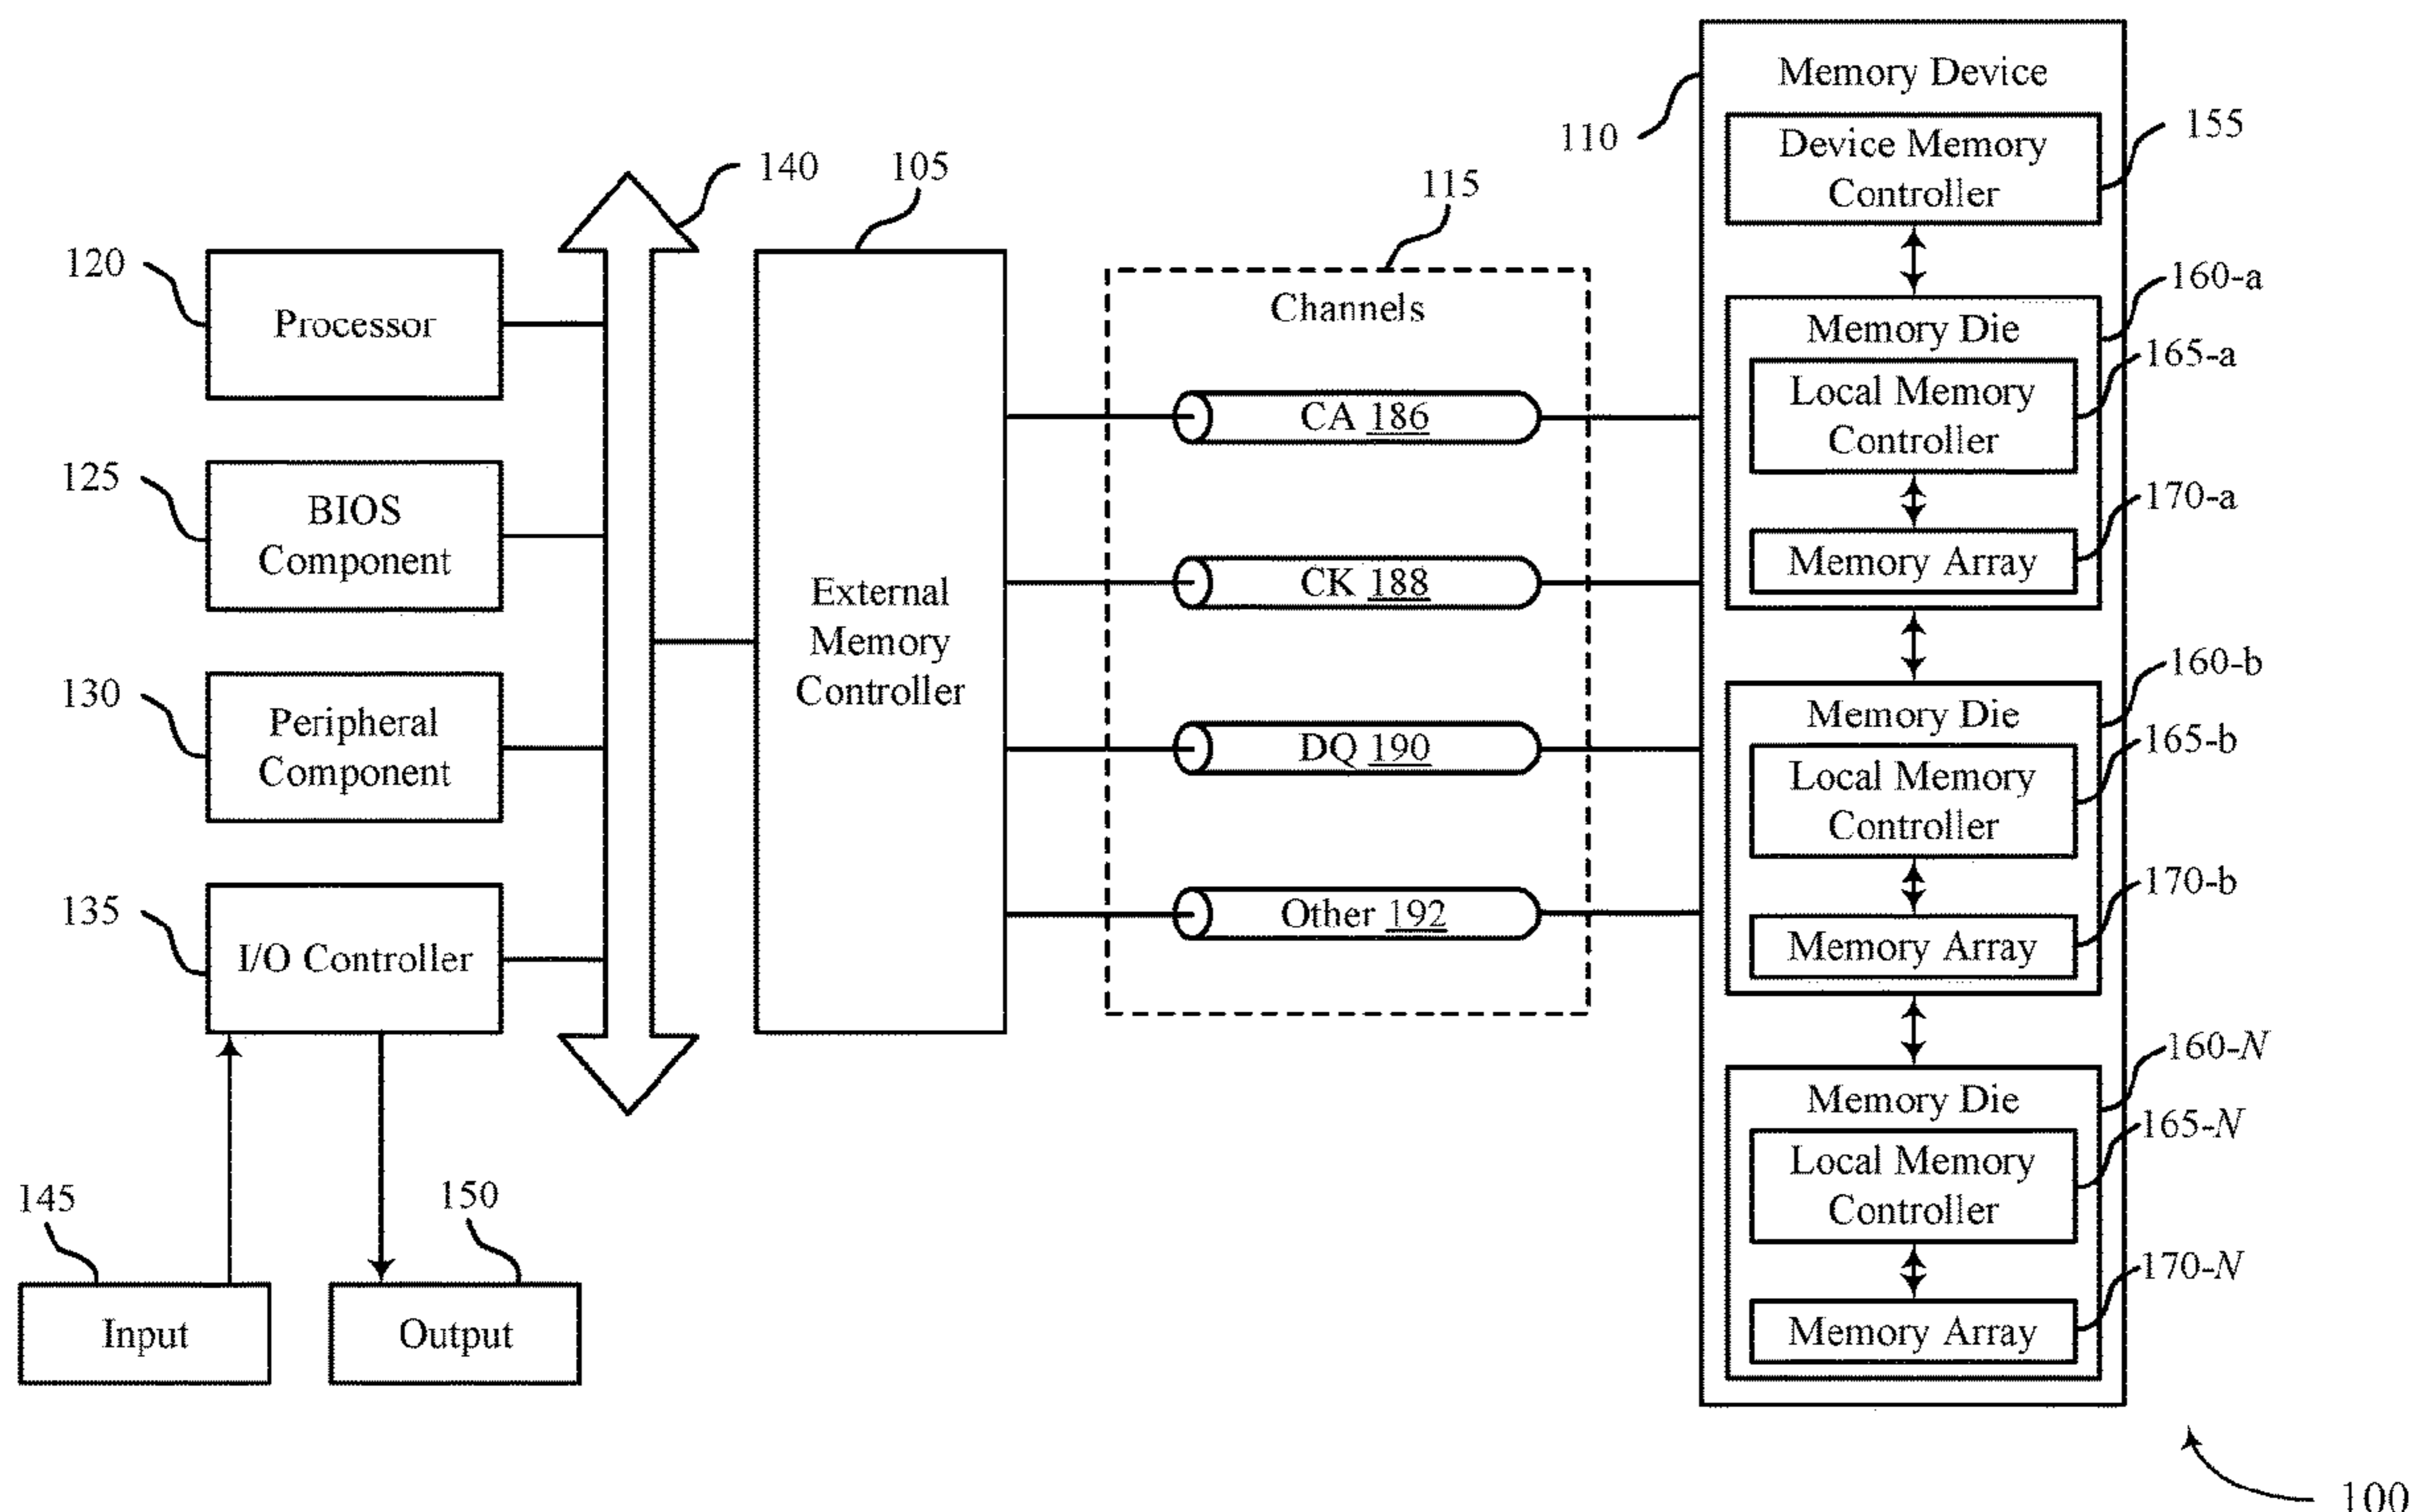 Memory Device
110
Device Memory
Controller
155
140
105
115
120
Processor
Channels
160-a
Memory Die
165-a
Local Memory
Controller
CA 186
125
BIOS
Component
170-a
Memory Array
CK 188
External
Memory
Controller
130
Peripheral
Component
160-b
Memory Die
165-b
Local Memory
Controller
DQ 190
135
I/O Controller
Other 192
170-b
Memory Array
160-N
Memory Die
165-N
Local Memory
Controller
145
150
170-N
Memory Array
Input
Output
100